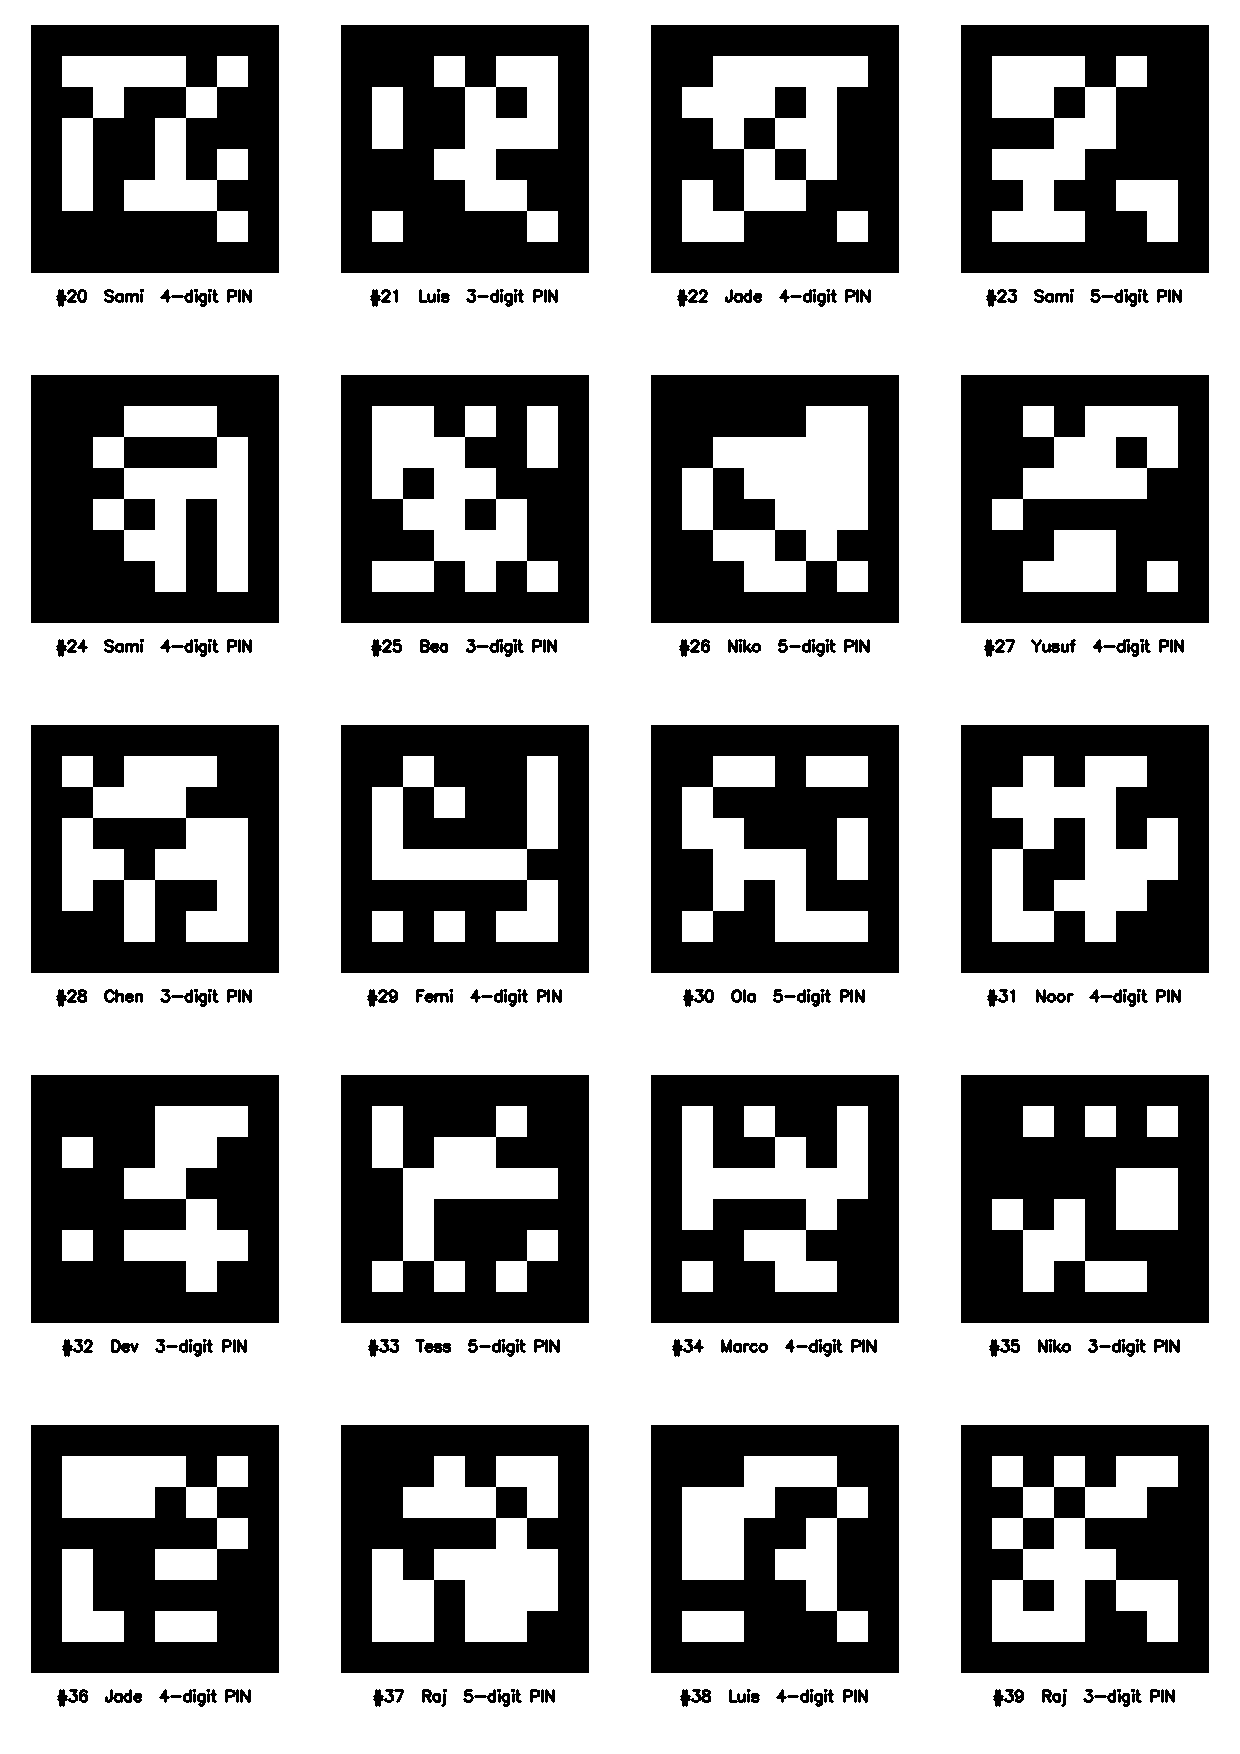 #20 Sami 4-digit PIN
#21 Luis 3-digit PIN
#22 Jade 4-digit PIN
#23 Sami 5-digit PIN
#24 Sami 4-digit PIN
#25 Bea 3-digit PIN
#26 Niko 5-digit PIN
#27 Yusuf 4-digit PIN
#28 Chen 3-digit PIN
#29 Femi 4-digit PIN
#30 Ola 5-digit PIN
#31 Noor 4-digit PIN
#32 Dev 3-digit PIN
#33 Tess 5-digit PIN
#34 Marco 4-digit PIN
#35 Niko 3-digit PIN
#36 Jade 4-digit PIN
#37 Raj 5-digit PIN
#38 Luis 4-digit PIN
#39 Raj 3-digit PIN